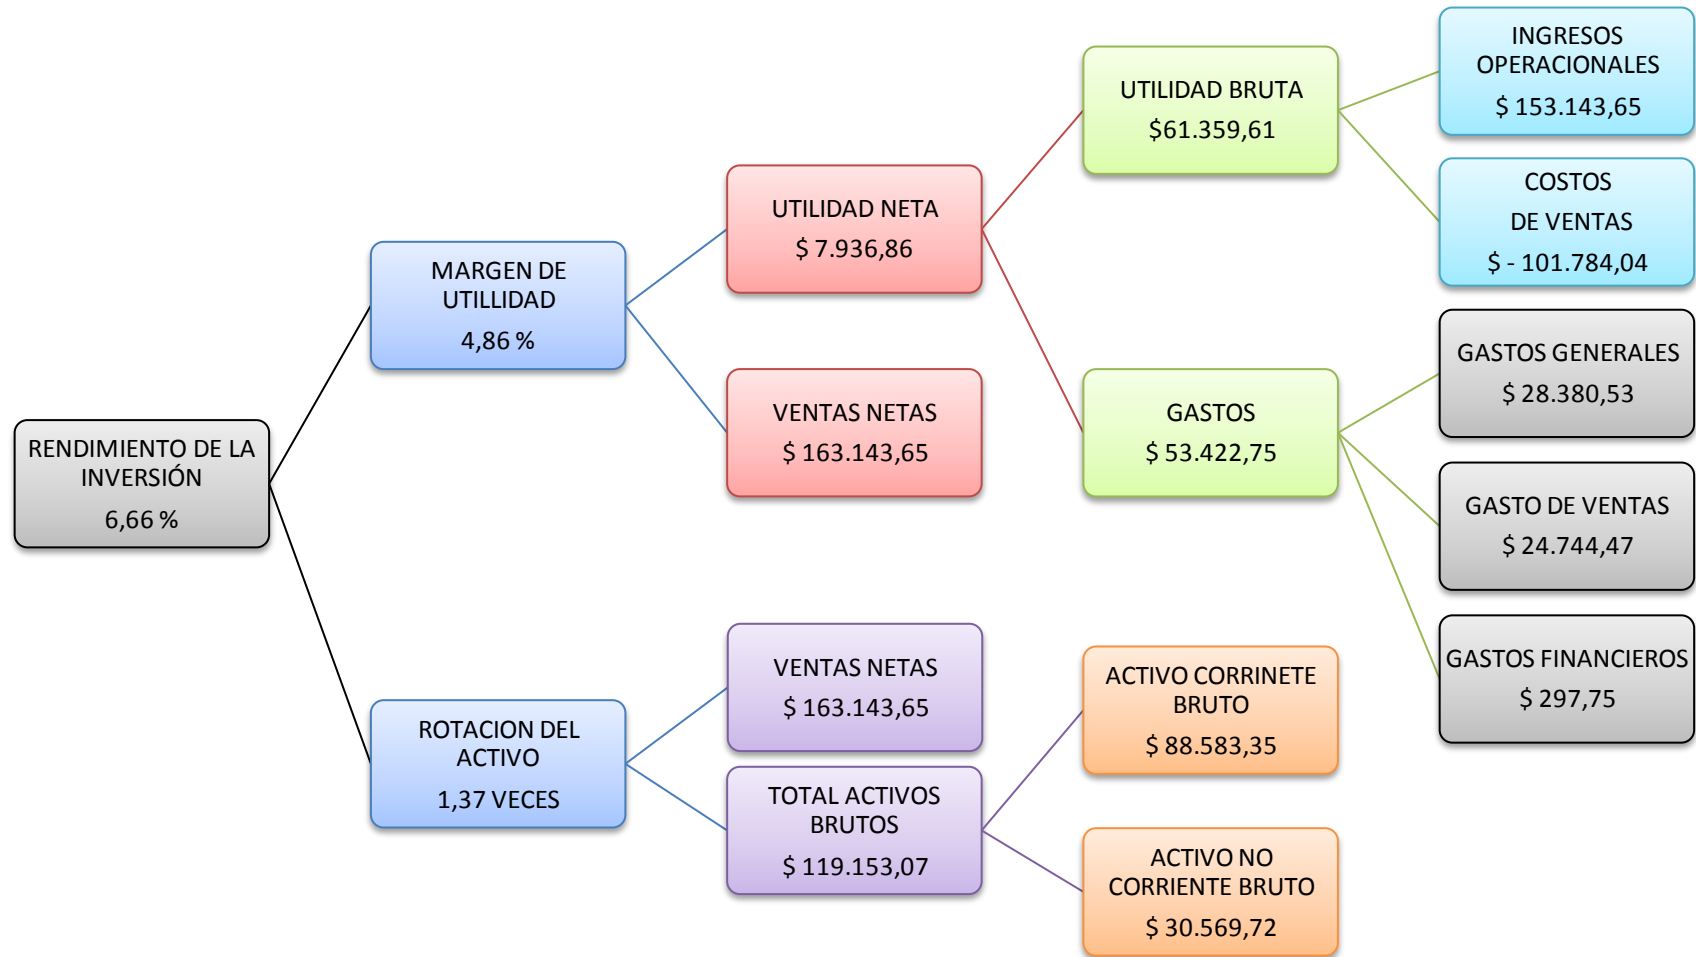 RENDIMIENTO DE LA
INVERSIÓN
6,66 %
MARGEN DE
UTILLIDAD
4,86 %
ROTACION DEL
ACTIVO
1,37 VECES
UTILIDAD NETA
$ 7.936,86
VENTAS NETAS
$ 163.143,65
VENTAS NETAS
$ 163.143,65
TOTAL ACTIVOS
BRUTOS
$ 119.153,07
UTILIDAD BRUTA
$61.359,61
GASTOS
$ 53.422,75
ACTIVO CORRINETE
BRUTO
$ 88.583,35
ACTIVO NO
CORRIENTE BRUTO
$ 30.569,72
INGRESOS
OPERACIONALES
$ 153.143,65
COSTOS
DE VENTAS
$ - 101.784,04
GASTOS GENERALES
$ 28.380,53
GASTO DE VENTAS
$ 24.744,47
GASTOS FINANCIEROS
$ 297,75